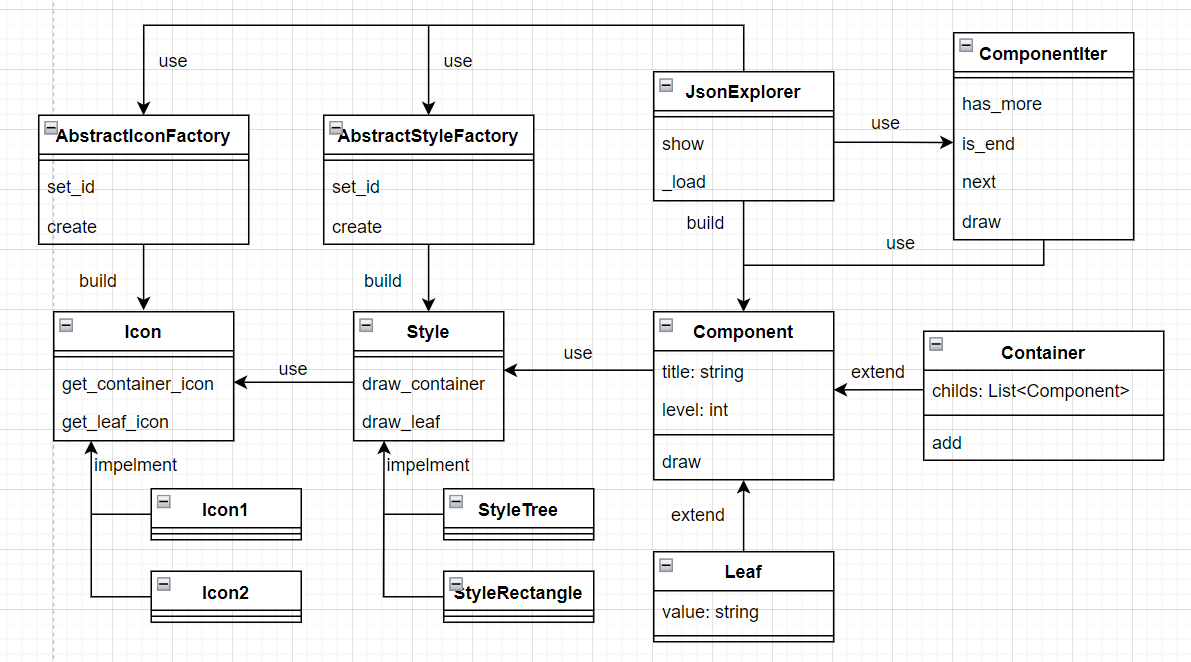 use
use
ComponentIter
has_more
is_end
next
draw
JsonExplorer
show
_load
use
AbstractIconFactory
set_id
create
AbstractStyleFactory
set_id
create
build
use
build
build
Icon
get_container_icon
get_leaf_icon
use
Style
draw_container
draw_leaf
use
Component
title: string
level: int
draw
extend
Container
childs: List<Component>
add
impelment
impelment
Icon1
StyleTree
extend
Icon2
StyleRectangle
Leaf
value: string